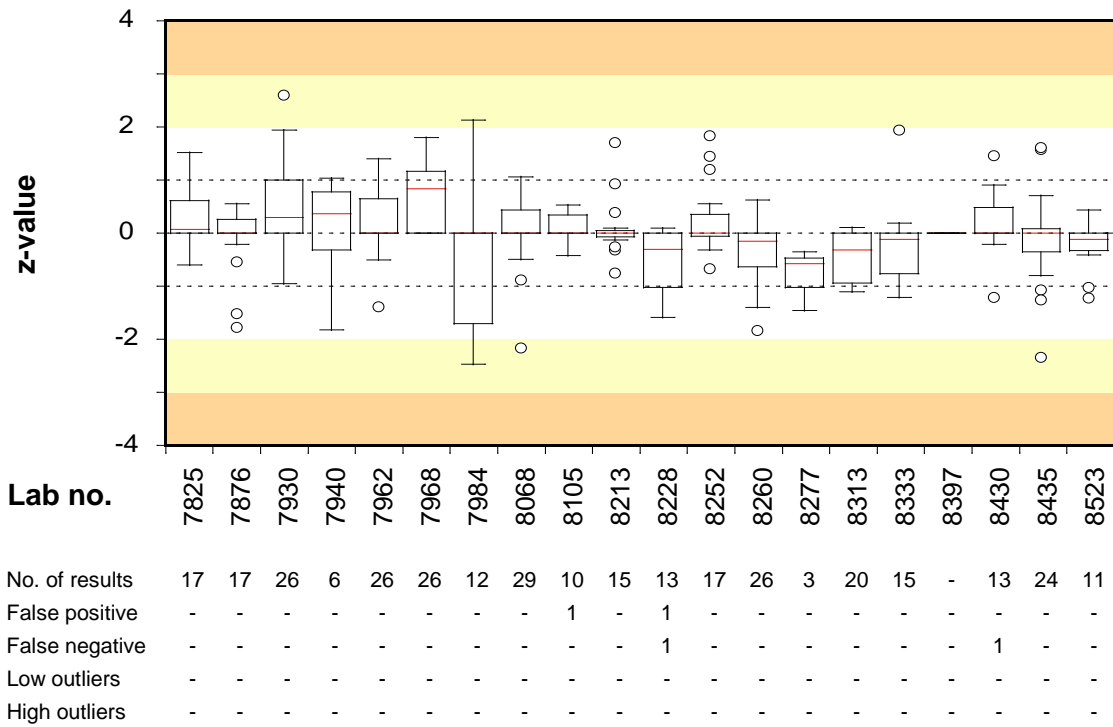 4
2
z-value
0
-2
-4
Lab no. 7825 7876 7930 7940 7962 7968 7984 8068 8105 8213 8228 8252 8260 8277 8313 8333 8397 8430 8435 8523
No. of results 17 17 26 6 26 26 12 29 10 15 13 17 26 3 20 15 - 13 24 11
False positive - - - - - - - - 1 - 1 - - - - - - - - -
False negative - - - - - - - - - - 1 - - - - - - 1 - -
Low outliers - - - - - - - - - - - - - - - - - - - -
High outliers - - - - - - - - - - - - - - - - - - - -